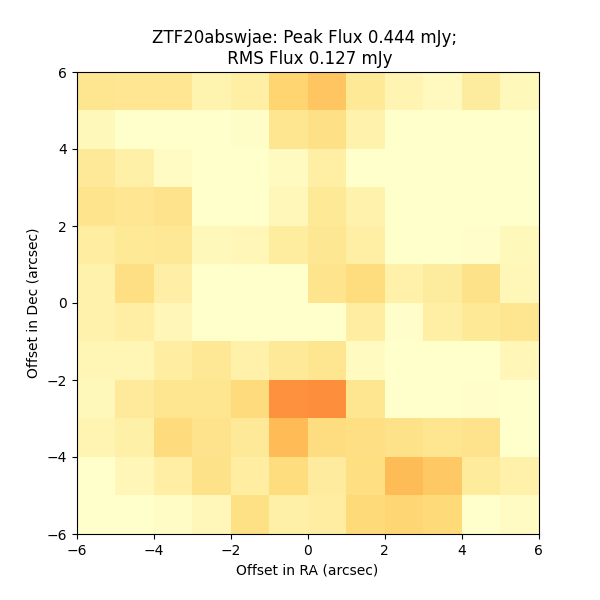 ZTF20abswjae: Peak Flux 0.444 mJy;
RMS Flux 0.127 mJy
6
4
2
0
−2
−4
−6
Offset in Dec (arcsec)
−6 −4 −2 0 2 4 6
Offset in RA (arcsec)